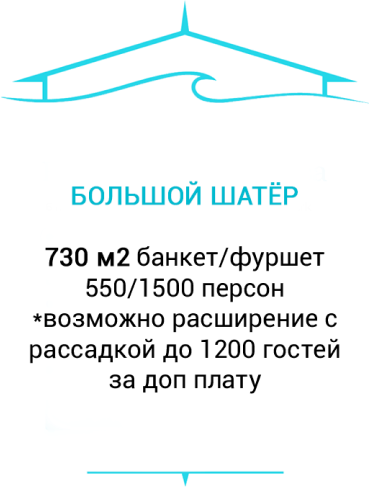 БОЛЬШОЙ ШАТЁР
730 м2 банкет/фуршет
550/1500 персон
*возможно расширение с
рассадкой до 1200 гостей
за доп плату